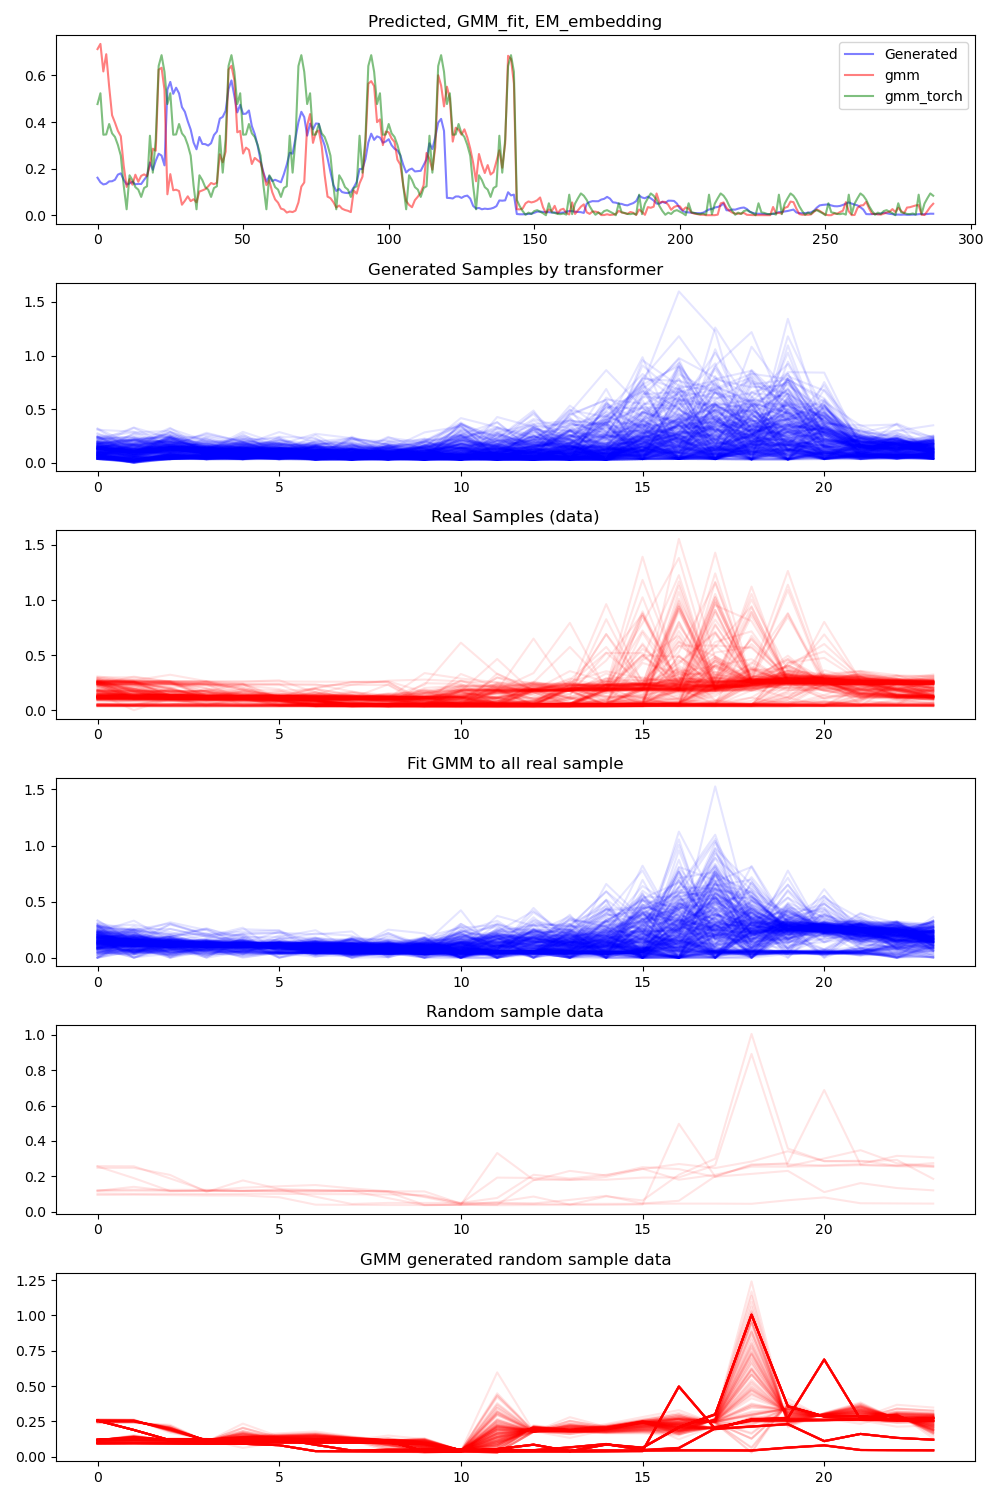 Predicted, GMM_fit, EM_embedding
Generated
gmm
gmm_torch
0.6
0.4
0.2
0.0
0 50 100 150 200 250 300
Generated Samples by transformer
1.5
1.0
0.5
0.0
0 5 10 15 20
Real Samples (data)
1.5
1.0
0.5
0.0
0 5 10 15 20
Fit GMM to all real sample
1.5
1.0
0.5
0.0
0 5 10 15 20
Random sample data
1.0
0.8
0.6
0.4
0.2
0.0
0 5 10 15 20
GMM generated random sample data
1.25
1.00
0.75
0.50
0.25
0.00
0 5 10 15 20